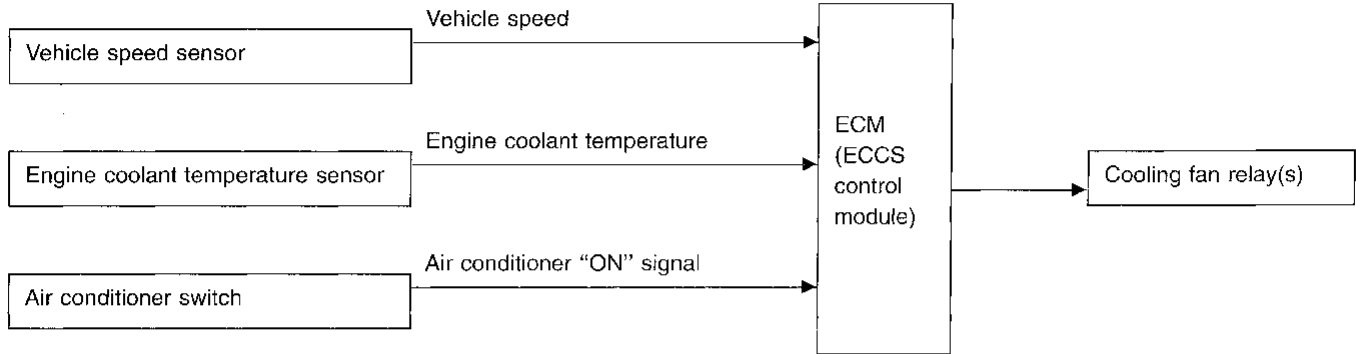 Vehicle speed
Vehicle speed sensor
Engine coolant temperature
Engine coolant temperature sensor
Air conditioner “ON” signal
Air conditioner switch
ECM
(ECCS
control
module)
Cooling fan relay(s)